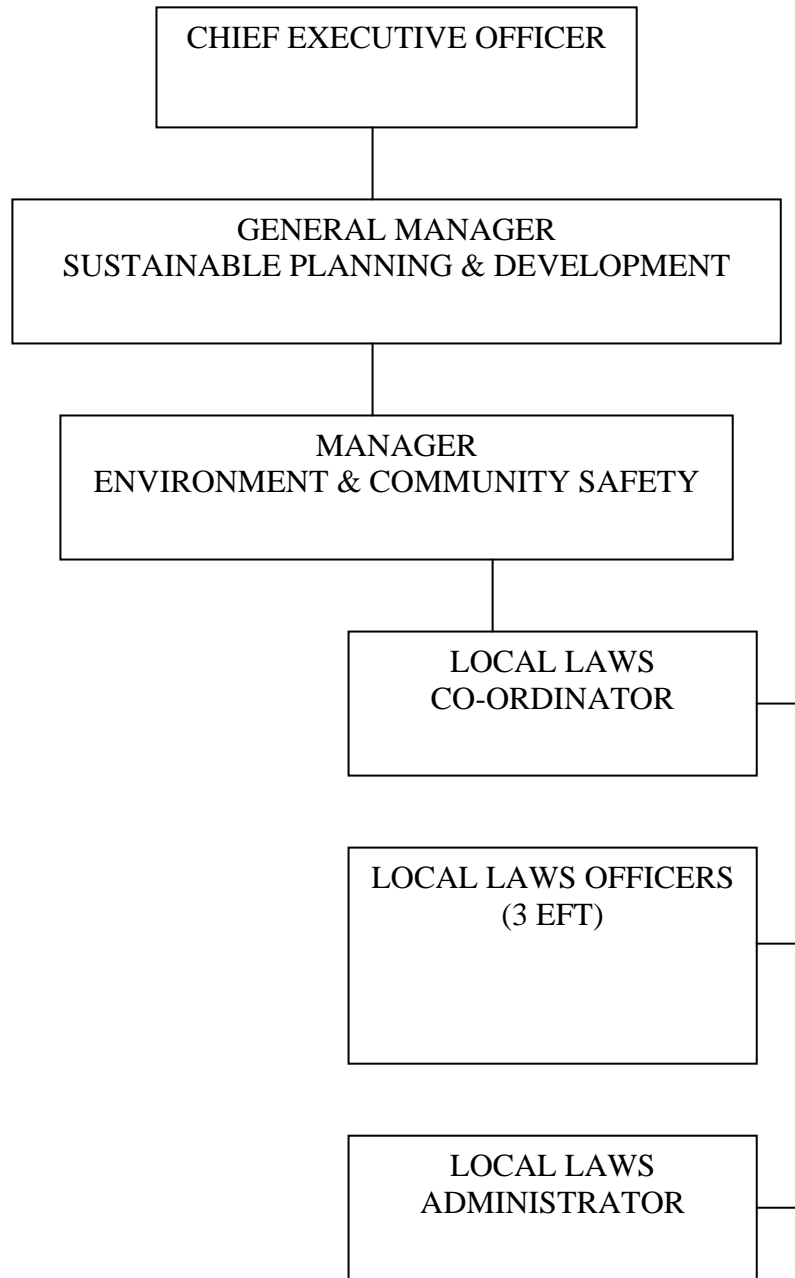 CHIEF EXECUTIVE OFFICER
GENERAL MANAGER
SUSTAINABLE PLANNING & DEVELOPMENT
MANAGER
ENVIRONMENT & COMMUNITY SAFETY
LOCAL LAWS
CO-ORDINATOR
LOCAL LAWS OFFICERS
(3 EFT)
LOCAL LAWS
ADMINISTRATOR